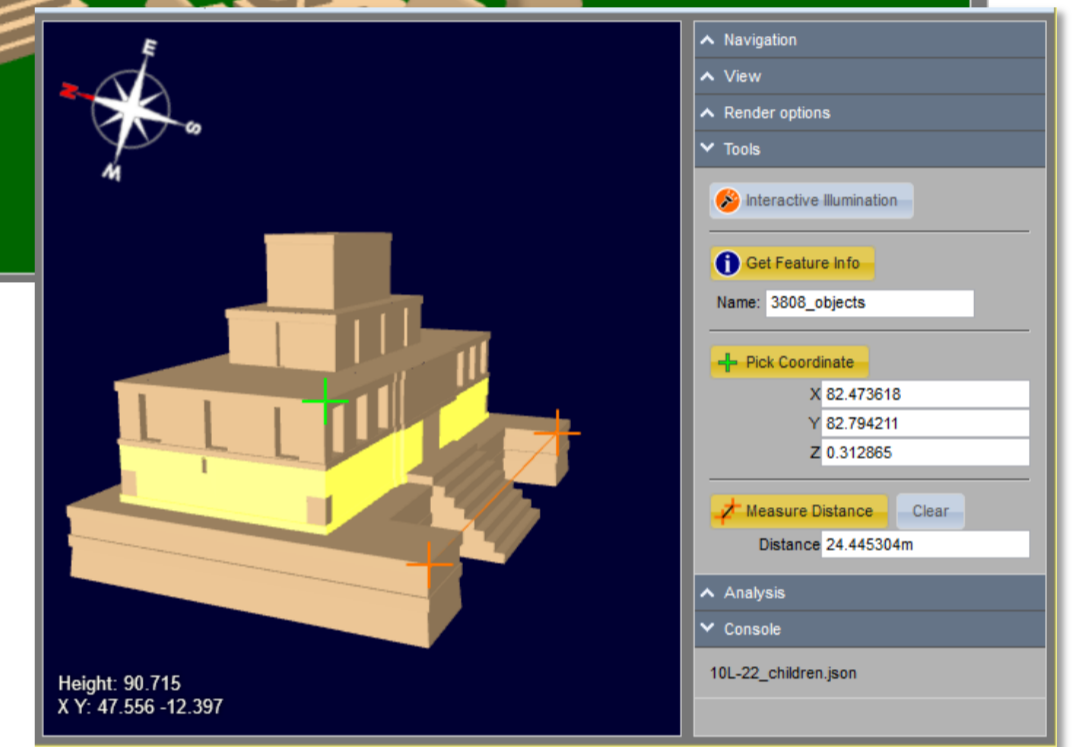 E
N
S
W
Height: 90.715
X Y: 47.556 -12.397
Navigation
View
Render options
Tools
Interactive Illumination
Get Feature Info
Name: 3808_objects
Pick Coordinate
X 82.473618
Y 82.794211
Z 0.312865
Measure Distance Clear
Distance 24.445304m
Analysis
Console
10L-22_children.json